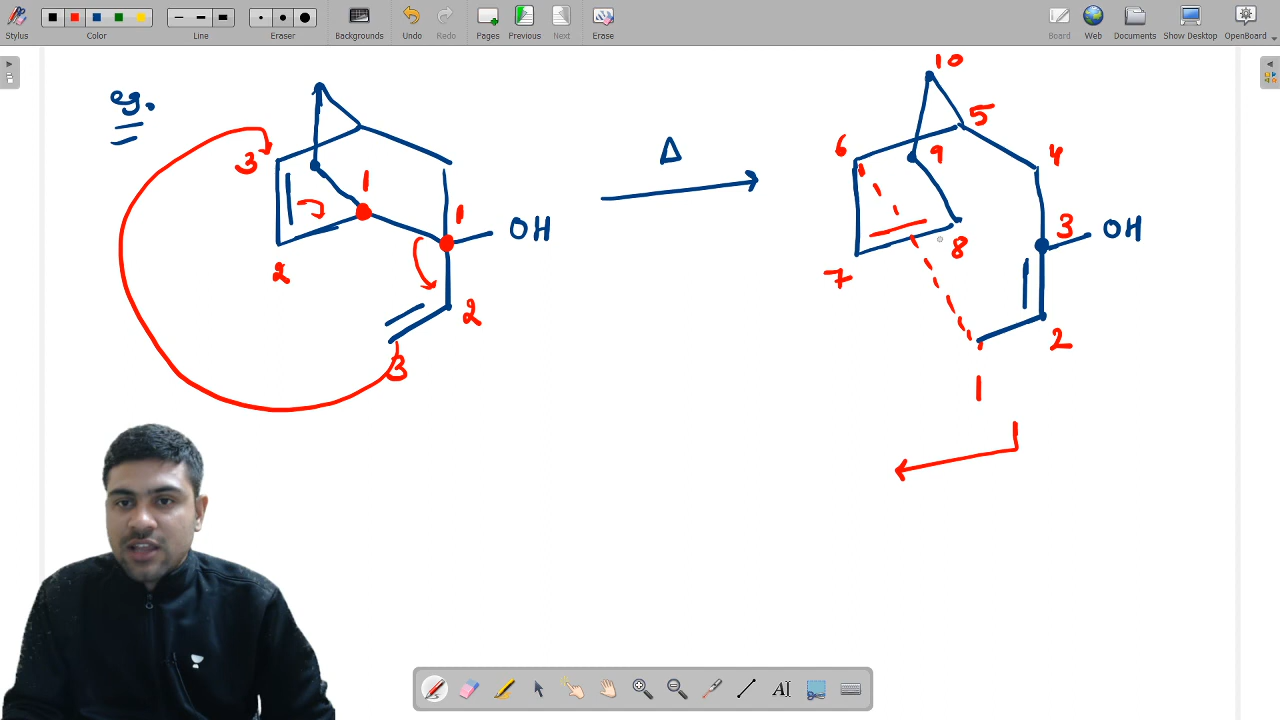 Stylus
Color
Line
Eraser
Backgrounds
Undo
Redo
Pages
Previous
Next
Erase
Board
Web
Documents
Show Desktop
OpenBoard
eg.
3
1
1
OH
2
2
3
Δ
10
5
6
9
4
3
OH
8
7
2
1
AI